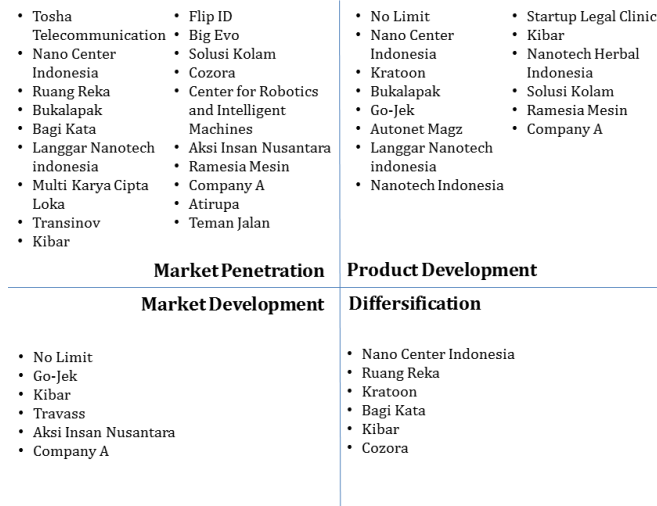 • Tosha
Telecommunication
• Nano Center
Indonesia
• Ruang Reka
• Bukalapak
• Bagi Kata
• Langgar Nanotech
indonesia
• Multi Karya Cipta
Loka
• Transinov
• Kibar
• Flip ID
• Big Evo
• Solusi Kolam
• Cozora
• Center for Robotics
and Intelligent
Machines
• Aksi Insan Nusantara
• Ramesia Mesin
• Company A
• Atirupa
• Teman Jalan
Market Penetration
• No Limit
• Nano Center
Indonesia
• Kratoon
• Bukalapak
• Go-Jek
• Autonet Magz
• Langgar Nanotech
indonesia
• Nanotech Indonesia
• Startup Legal Clinic
• Kibar
• Nanotech Herbal
Indonesia
• Solusi Kolam
• Ramesia Mesin
• Company A
Product Development
Market Development
• No Limit
• Go-Jek
• Kibar
• Travass
• Aksi Insan Nusantara
• Company A
Differsification
• Nano Center Indonesia
• Ruang Reka
• Kratoon
• Bagi Kata
• Kibar
• Cozora